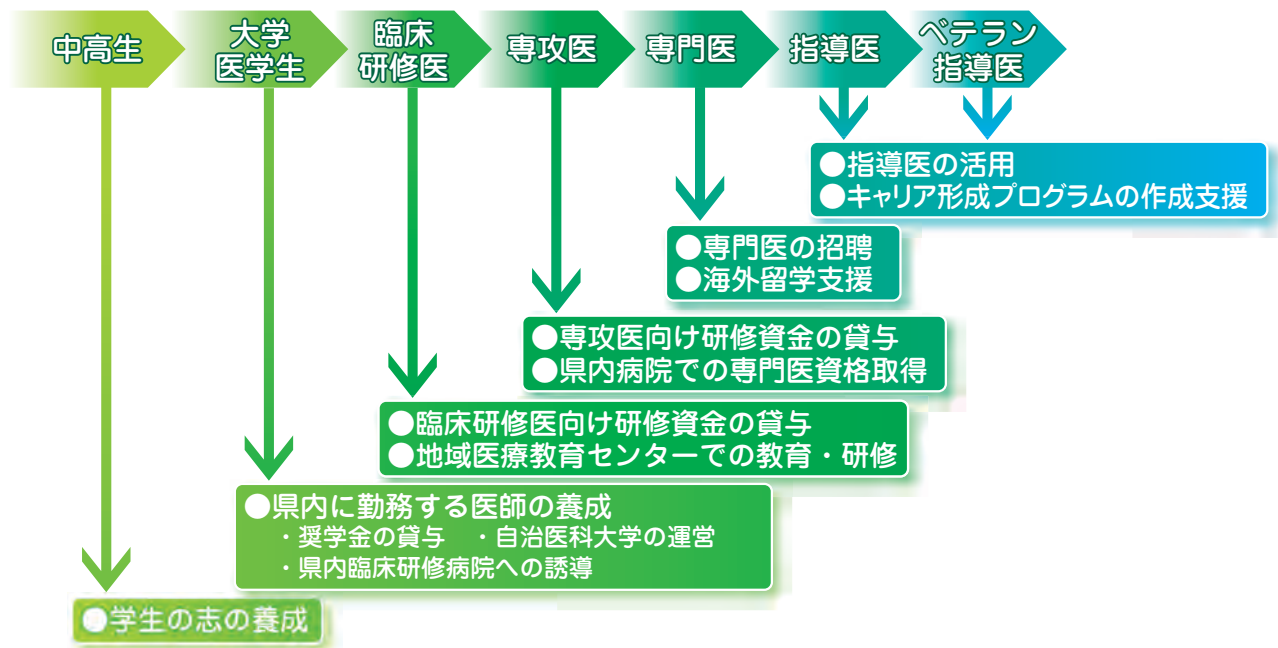 中高生
大学
医学生
臨床
研修医
専攻医
専門医
指導医
ベテラン
指導医
●指導医の活用
●キャリア形成プログラムの作成支援
●専門医の招聘
●海外留学支援
●専攻医向け研修資金の貸与
●県内病院での専門医資格取得
●臨床研修医向け研修資金の貸与
●地域医療教育センターでの教育・研修
●県内に勤務する医師の養成
・奨学金の貸与　・自治医科大学の運営
・県内臨床研修病院への誘導
●学生の志の養成